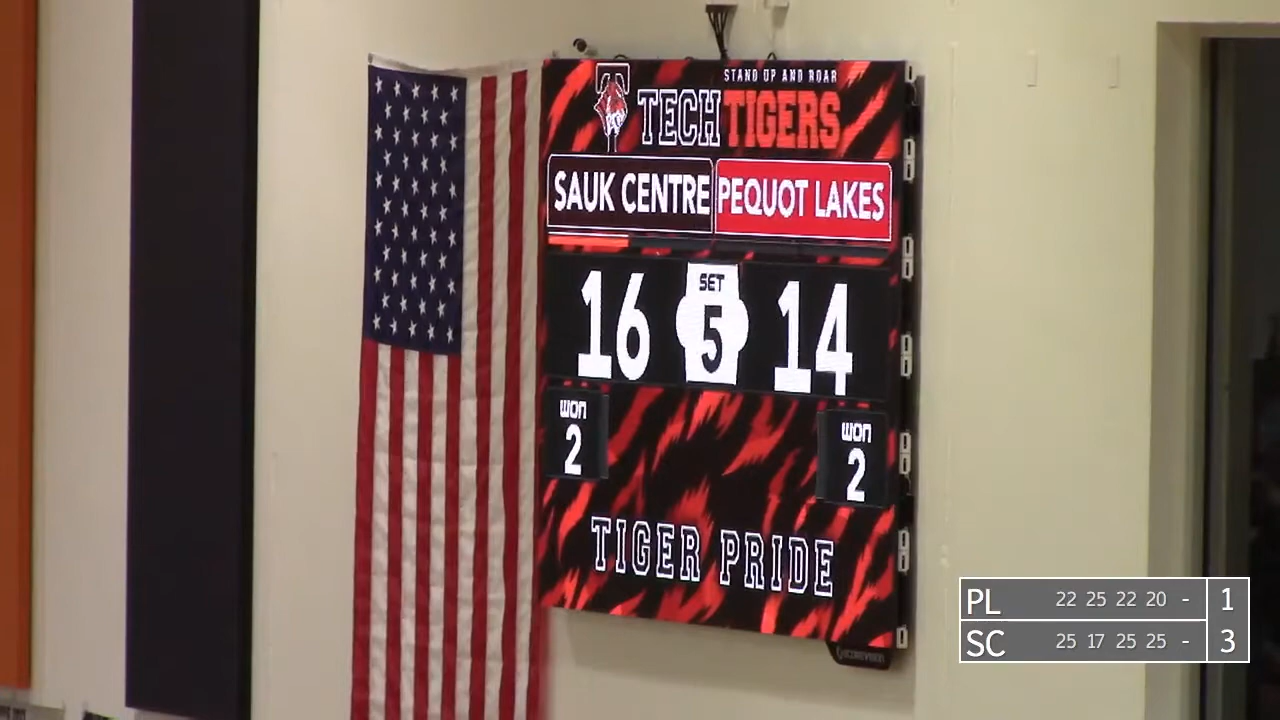 STAND UP AND ROAR
TECH TIGERS
SAUK CENTRE PEQUOT LAKES
SET
16 5 14
WON WON
2 2
TIGER PRIDE
PL 22 25 22 20 - 1
SC 25 17 25 25 - 3